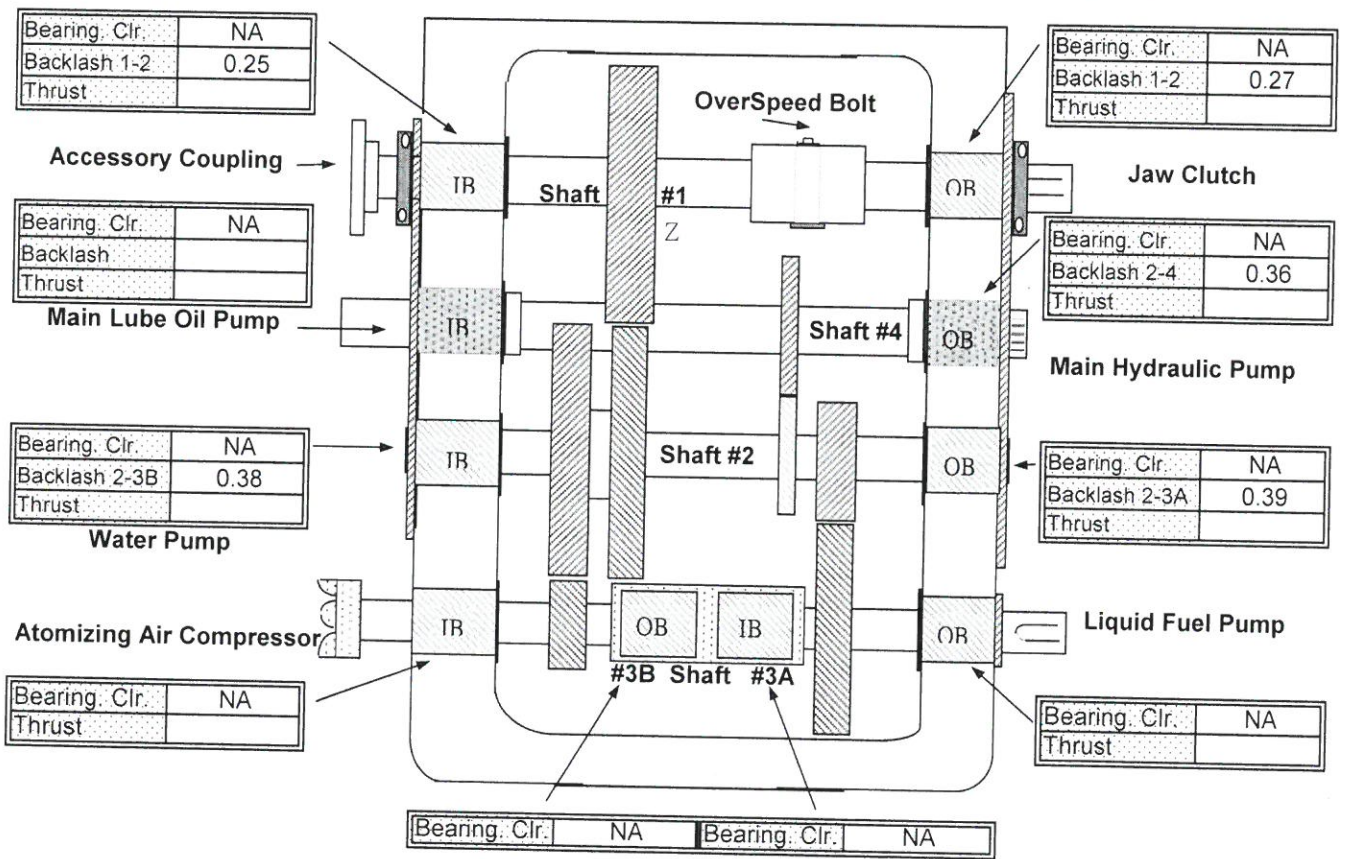 Bearing. Clr. NA
Backlash 1-2 0.25
Thrust
Bearing. Clr. NA
Backlash 1-2 0.27
Thrust
OverSpeed Bolt
Accessory Coupling
IB
Shaft #1
OB
Jaw Clutch
Z
Bearing. Clr. NA
Backlash
Thrust
Bearing. Clr. NA
Backlash 2-4 0.36
Thrust
Main Lube Oil Pump
IB
Shaft #4
OB
Main Hydraulic Pump
Bearing. Clr. NA
Backlash 2-3B 0.38
Thrust
IB
Shaft #2
OB
Bearing. Clr. NA
Backlash 2-3A 0.39
Thrust
Water Pump
Atomizing Air Compressor
IB
OB
IB
OB
Liquid Fuel Pump
#3B Shaft #3A
Bearing. Clr. NA
Thrust
Bearing. Clr. NA
Thrust
Bearing. Clr. NA Bearing. Clr. NA